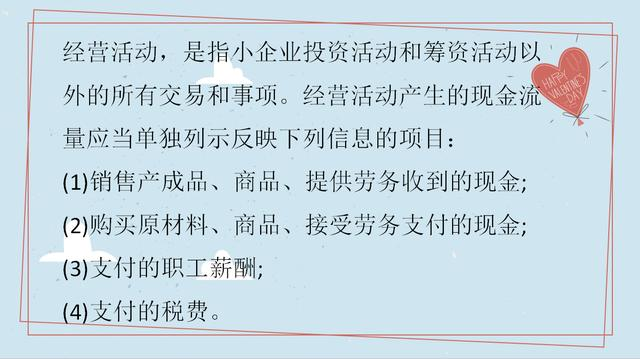 经营活动，是指小企业投资活动和筹资活动以
外的所有交易和事项。经营活动产生的现金流
量应当单独列示反映下列信息的项目：
(1)销售产成品、商品、提供劳务收到的现金;
(2)购买原材料、商品、接受劳务支付的现金;
(3)支付的职工薪酬;
(4)支付的税费。
HAPPY
VALENTINE'S
DAY